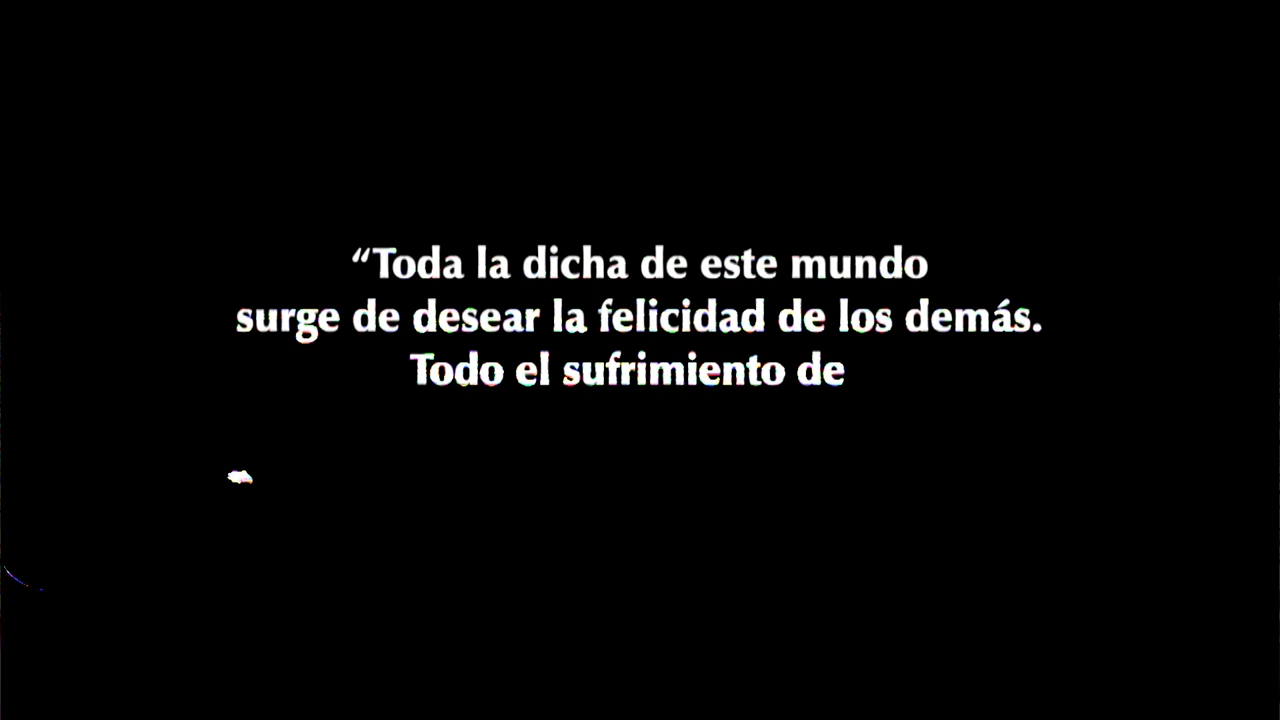 “Toda la dicha de este mundo
surge de desear la felicidad de los demás.
Todo el sufrimiento de